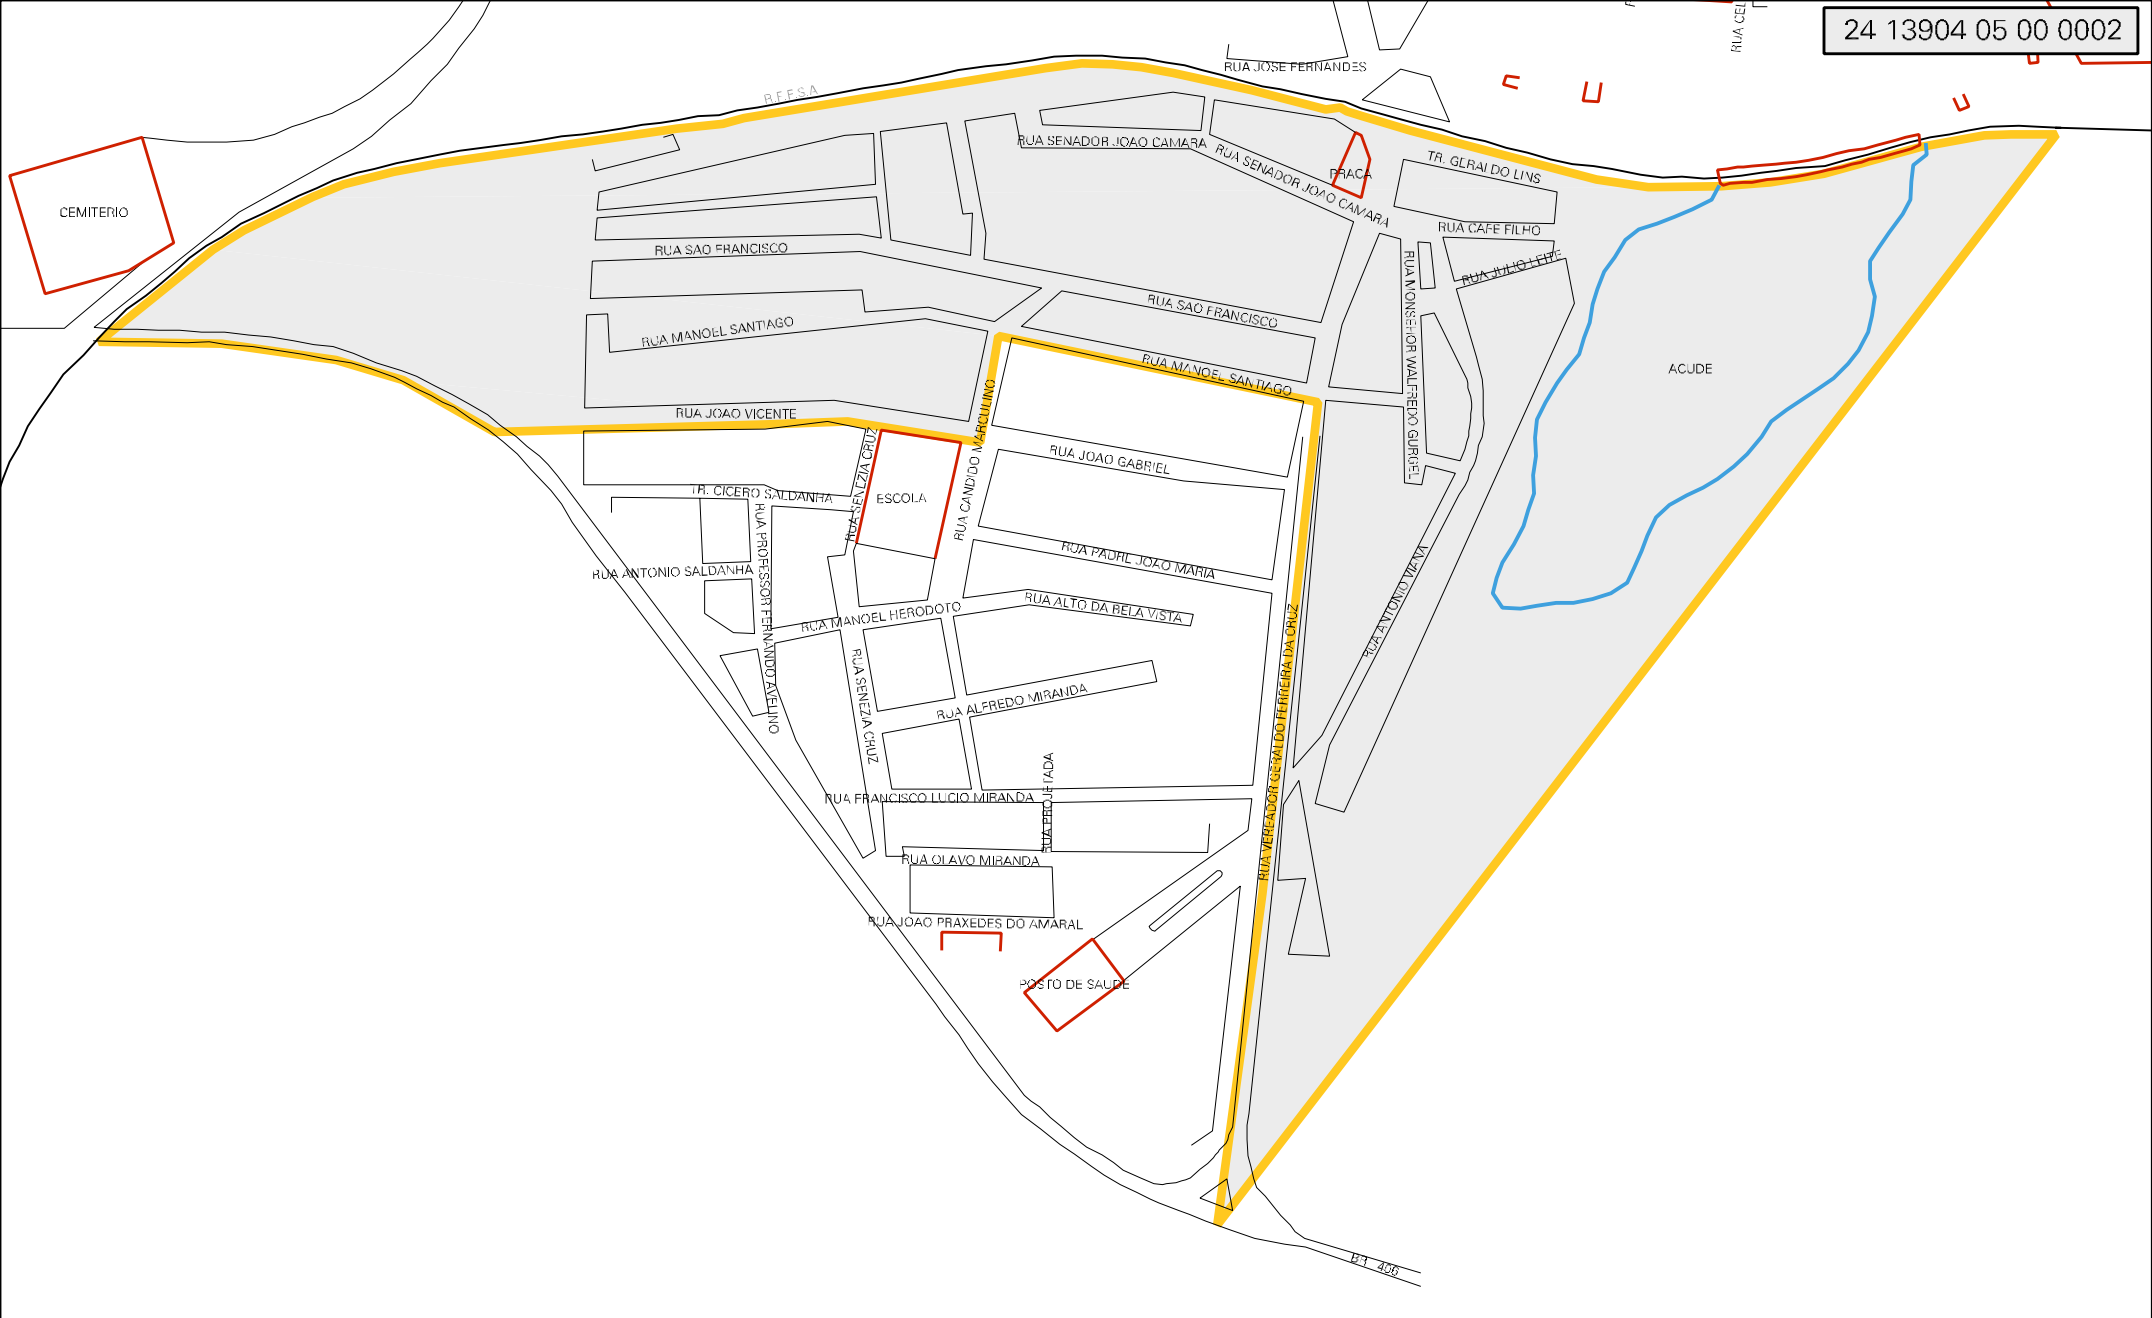 24 13904 05 00 0002
RUA CEL
RUA JOSE FERNANDES
R.F.F.S.A
RUA SENADOR JOAO CAMARA
RUA SENADOR JOAO CAMARA
PRACA
TR. GERALDO LINS
CEMITERIO
RUA CAFE FILHO
RUA SAO FRANCISCO
RUA JULIO LEITE
RUA MONSEHOR WALFREDO GURGEL
RUA SAO FRANCISCO
RUA MANOEL SANTIAGO
RUA MANOEL SANTIAGO
ACUDE
RUA JOAO VICENTE
RUA CANDIDO MARCULINO
RUA SENEZIA CRUZ
RUA JOAO GABRIEL
TR. CICERO SALDANHA
ESCOLA
RUA PROFESSOR FERNANDO AVELINO
RUA PADRE JOAO MARIA
RUA ANTONIO SALDANHA
RUA ANTONIO VIANA
RUA ALTO DA BELA VISTA
RUA MANOEL HERODOTO
RUA VEREADOR GERALDO FERREIRA DA CRUZ
RUA SENEZIA CRUZ
RUA ALFREDO MIRANDA
RUA PROJETADA
RUA FRANCISCO LUCIO MIRANDA
RUA OLAVO MIRANDA
RUA JOAO PRAXEDES DO AMARAL
POSTO DE SAUDE
BR 406